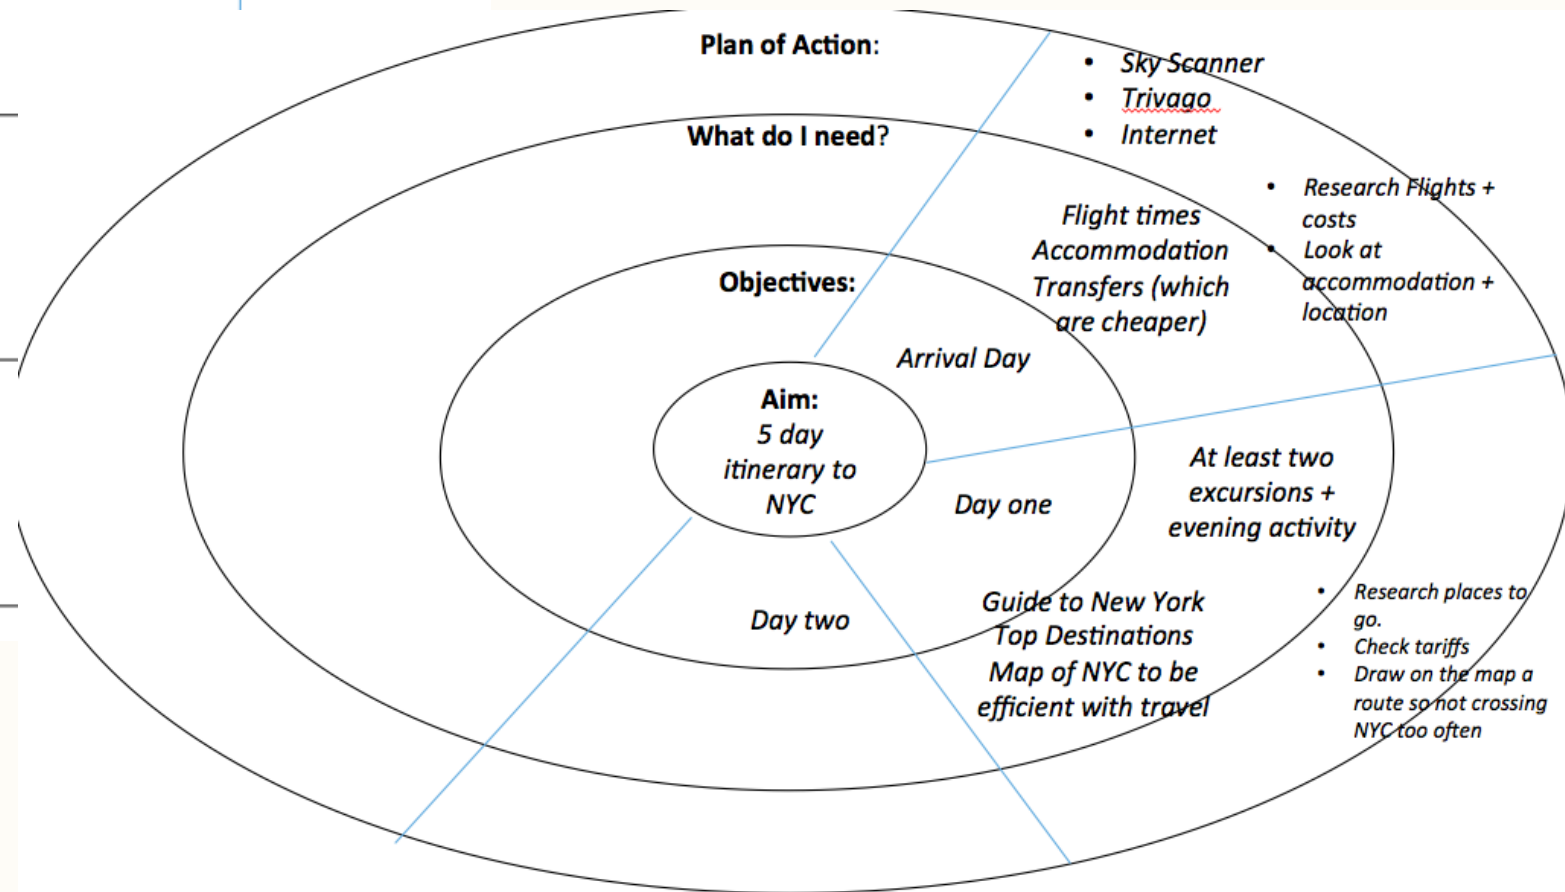 Plan of Action:
• Sky Scanner
• Trivago
• Internet
What do I need?
• Research Flights +
costs
• Look at
accommodation +
location
Flight times
Accommodation
Transfers (which
are cheaper)
Objectives:
Arrival Day
Aim:
5 day
itinerary to
NYC
At least two
excursions +
evening activity
Day one
Guide to New York
Top Destinations
Map of NYC to be
efficient with travel
• Research places to
go.
• Check tariffs
• Draw on the map a
route so not crossing
NYC too often
Day two